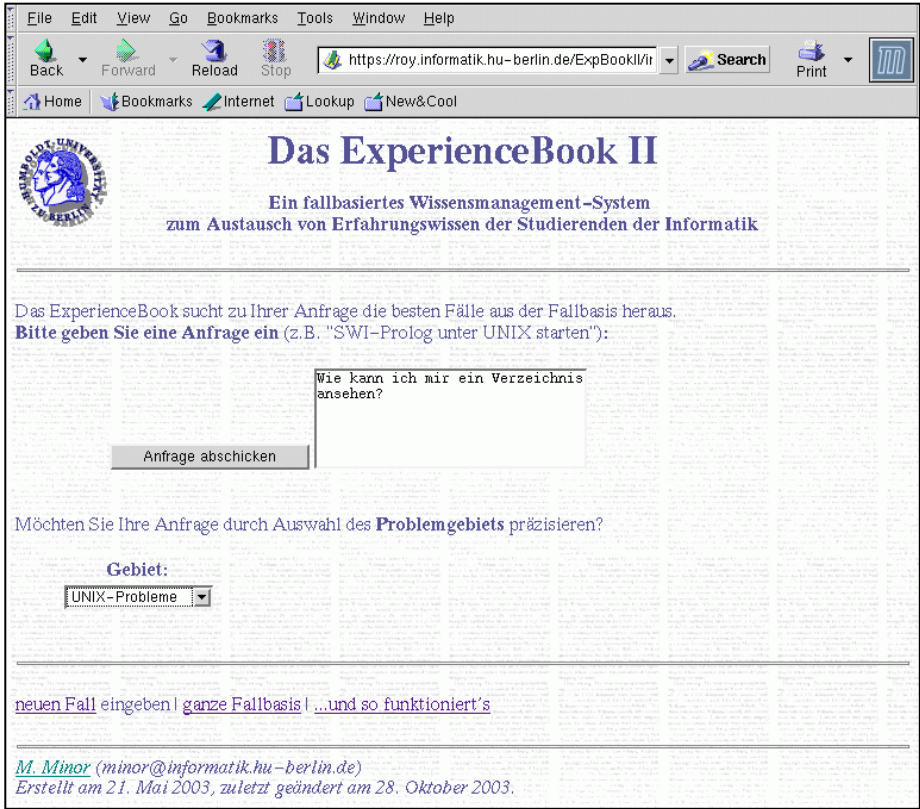 File Edit View Go Bookmarks Tools Window Help
Back Forward Reload Stop https://roy.informatik.hu-berlin.de/ExpBookII/ir Search Print
Home Bookmarks Internet Lookup New&Cool
HUMBOLDT-UNIVERSITÄT ZU BERLIN
Das ExperienceBook II
Ein fallbasiertes Wissensmanagement-System
zum Austausch von Erfahrungswissen der Studierenden der Informatik
Das ExperienceBook sucht zu Ihrer Anfrage die besten Fälle aus der Fallbasis heraus.
Bitte geben Sie eine Anfrage ein (z.B. "SWI-Prolog unter UNIX starten"):
Wie kann ich mir ein Verzeichnis
ansehen?
Anfrage abschicken
Möchten Sie Ihre Anfrage durch Auswahl des Problemgebiets präzisieren?
Gebiet:
UNIX-Probleme
neuen Fall eingeben | ganze Fallbasis | ...und so funktioniert's
M. Minor (minor@informatik.hu-berlin.de)
Erstellt am 21. Mai 2003, zuletzt geändert am 28. Oktober 2003.